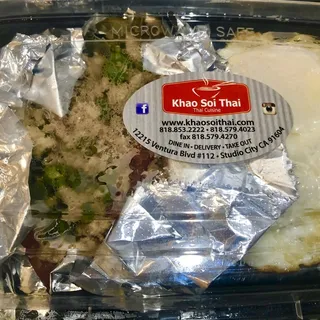 MICROWAVE SAFE
Khao Soi Thai
Thai Cuisine
www.khaosoithai.com
818.853.2222 • 818.579.4023
fax 818.579.4270
DINE IN - DELIVERY - TAKE OUT
12215 Ventura Blvd #112 - Studio City CA 91604
f